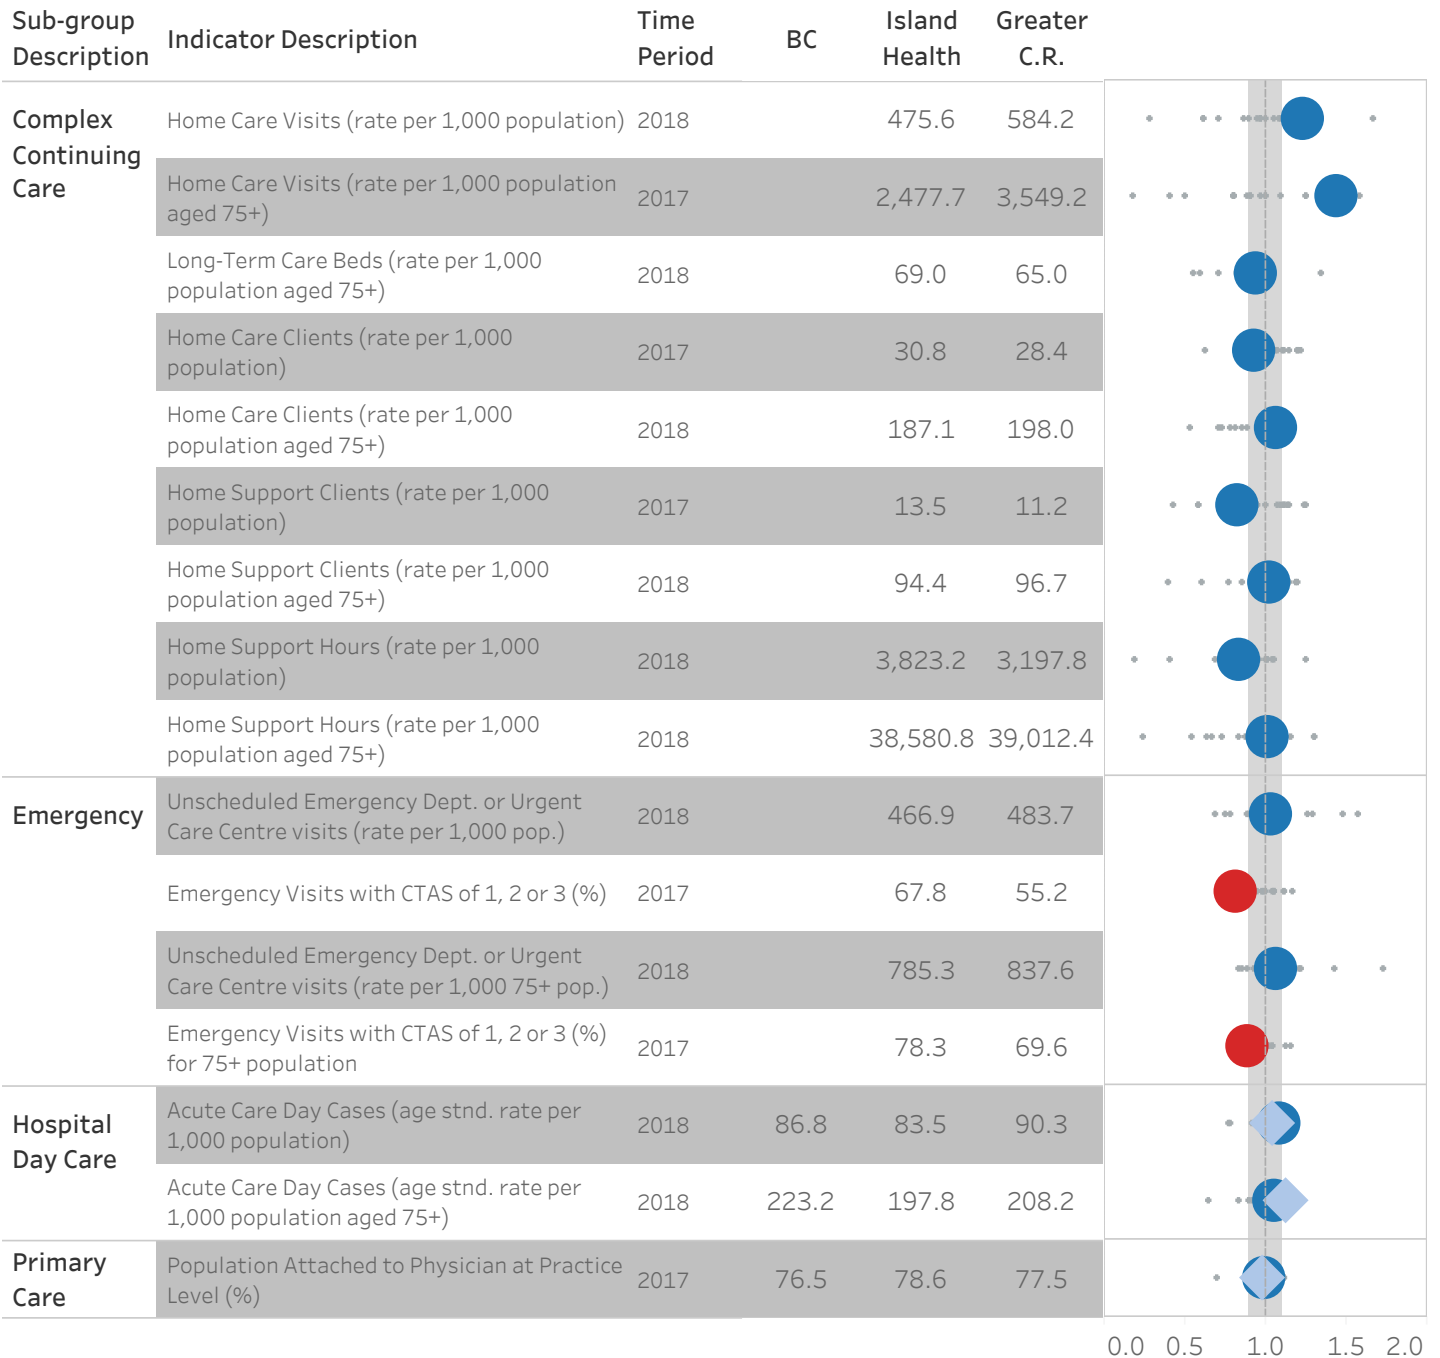 Sub-group
Description
Indicator Description
Time
Period
BC
Island
Health
Greater
C.R.
Complex
Continuing
Care
Home Care Visits (rate per 1,000 population) 2018 475.6 584.2
Home Care Visits (rate per 1,000 population
aged 75+)
2017 2,477.7 3,549.2
Long-Term Care Beds (rate per 1,000
population aged 75+)
2018 69.0 65.0
Home Care Clients (rate per 1,000
population)
2017 30.8 28.4
Home Care Clients (rate per 1,000
population aged 75+)
2018 187.1 198.0
Home Support Clients (rate per 1,000
population)
2017 13.5 11.2
Home Support Clients (rate per 1,000
population aged 75+)
2018 94.4 96.7
Home Support Hours (rate per 1,000
population)
2018 3,823.2 3,197.8
Home Support Hours (rate per 1,000
population aged 75+)
2018 38,580.8 39,012.4
Emergency
Unscheduled Emergency Dept. or Urgent
Care Centre visits (rate per 1,000 pop.)
2018 466.9 483.7
Emergency Visits with CTAS of 1, 2 or 3 (%) 2017 67.8 55.2
Unscheduled Emergency Dept. or Urgent
Care Centre visits (rate per 1,000 75+ pop.)
2018 785.3 837.6
Emergency Visits with CTAS of 1, 2 or 3 (%)
for 75+ population
2017 78.3 69.6
Hospital
Day Care
Acute Care Day Cases (age stnd. rate per
1,000 population)
2018 86.8 83.5 90.3
Acute Care Day Cases (age stnd. rate per
1,000 population aged 75+)
2018 223.2 197.8 208.2
Primary
Care
Population Attached to Physician at Practice
Level (%)
2017 76.5 78.6 77.5
0.0 0.5 1.0 1.5 2.0